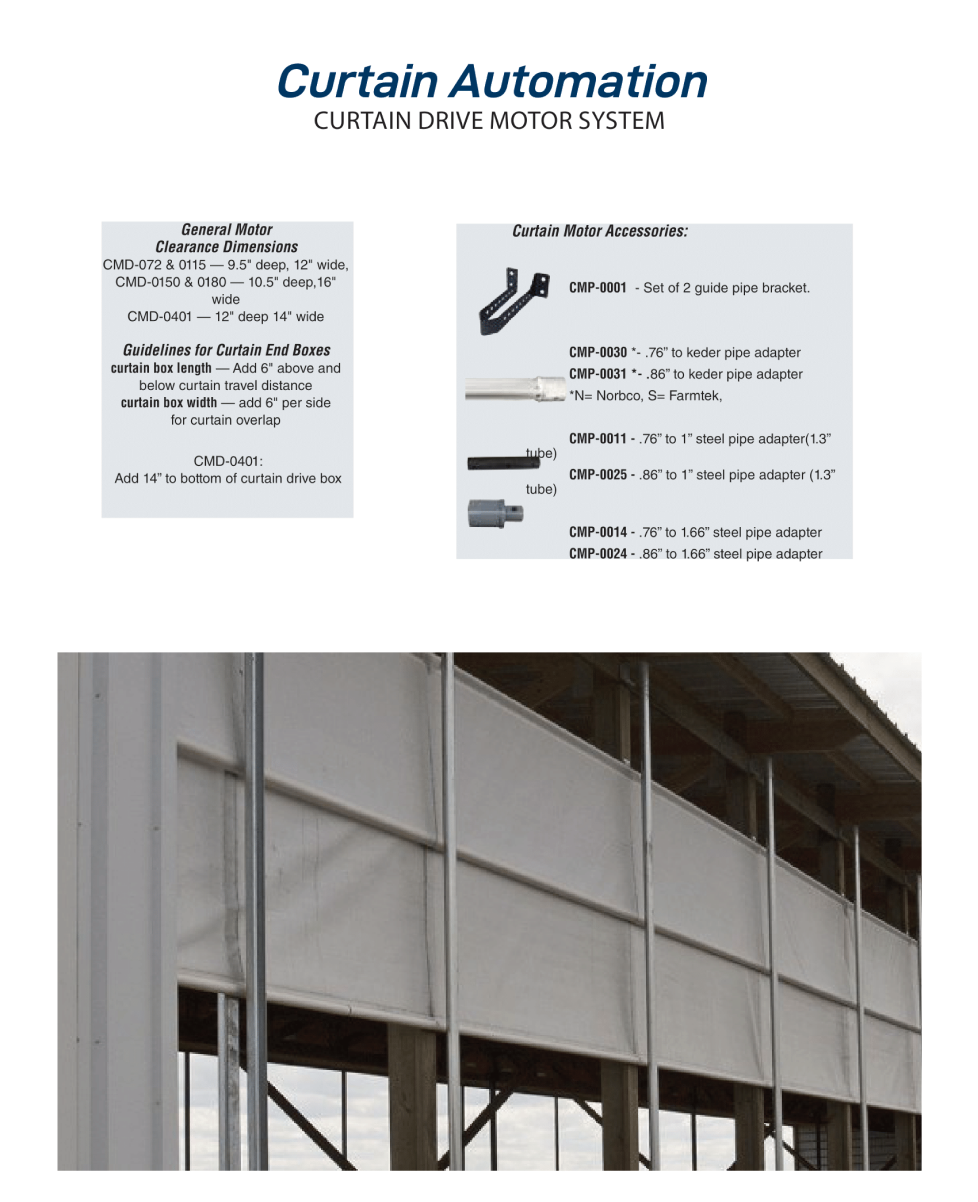 Curtain Automation
CURTAIN DRIVE MOTOR SYSTEM
General Motor
Clearance Dimensions
CMD-072 & 0115 — 9.5" deep, 12" wide,
CMD-0150 & 0180 — 10.5" deep,16"
wide
CMD-0401 — 12" deep 14" wide
Guidelines for Curtain End Boxes
curtain box length — Add 6" above and
below curtain travel distance
curtain box width — add 6" per side
for curtain overlap
CMD-0401:
Add 14” to bottom of curtain drive box
Curtain Motor Accessories:
CMP-0001 - Set of 2 guide pipe bracket.
CMP-0030 *- .76” to keder pipe adapter
CMP-0031 *- .86” to keder pipe adapter
*N= Norbco, S= Farmtek,
CMP-0011 - .76” to 1” steel pipe adapter(1.3”
tube)
CMP-0025 - .86” to 1” steel pipe adapter (1.3”
tube)
CMP-0014 - .76” to 1.66” steel pipe adapter
CMP-0024 - .86” to 1.66” steel pipe adapter